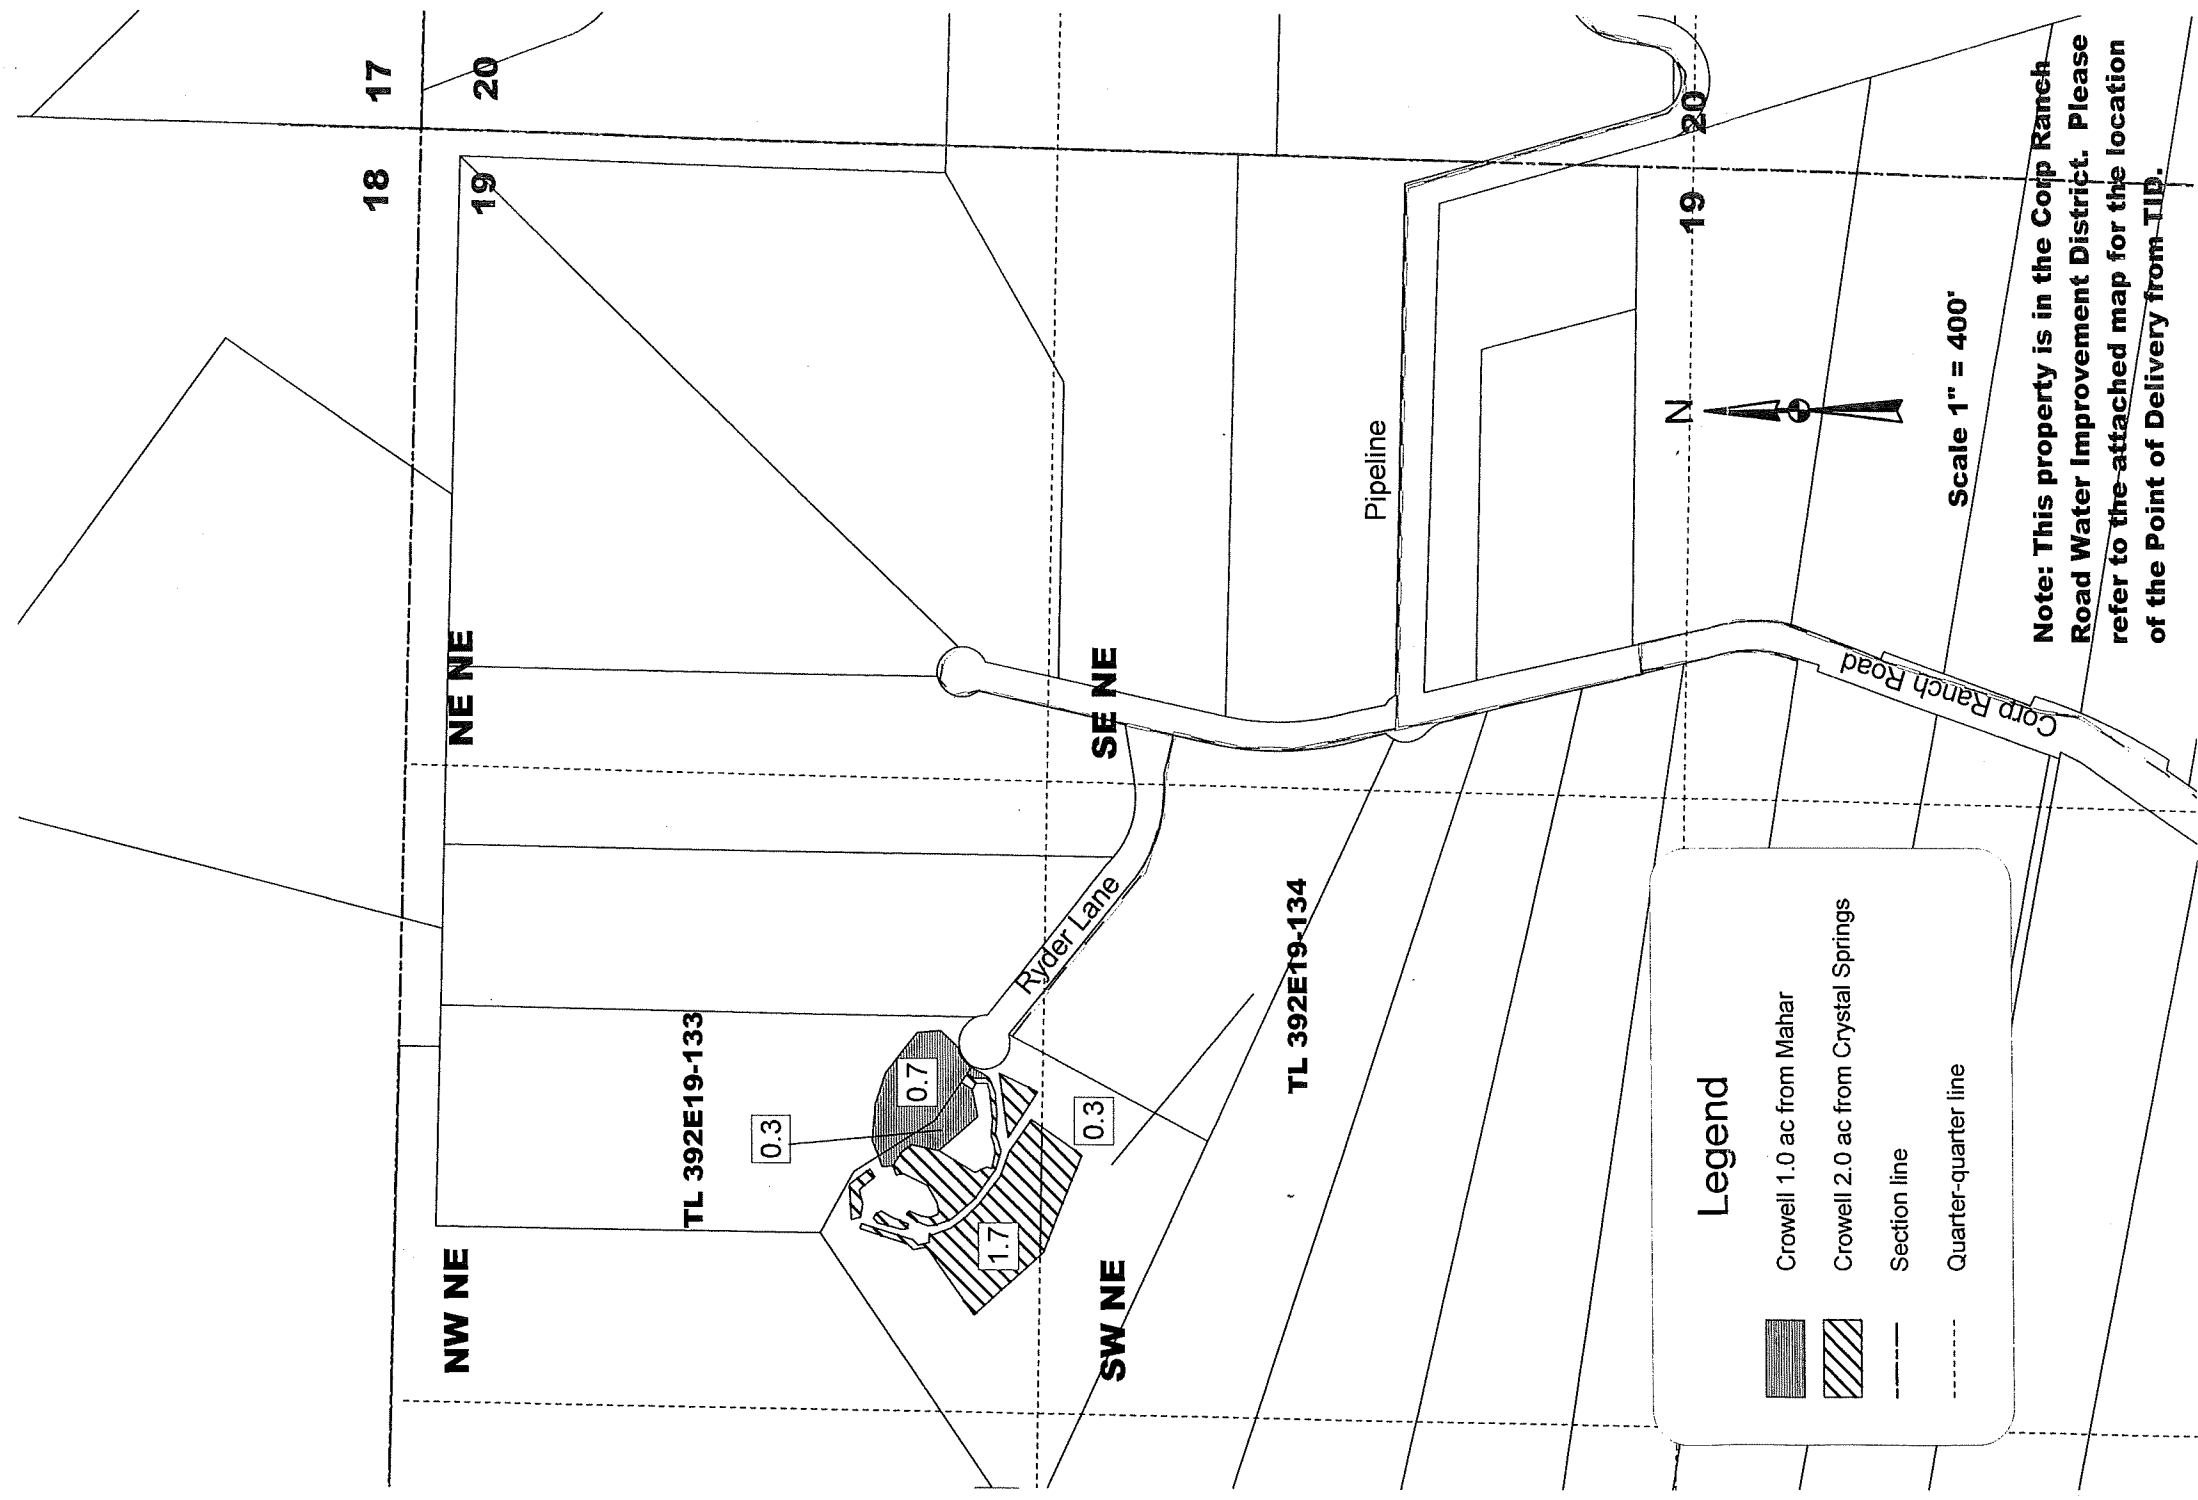 18
17
19
20
NW NE
NE NE
TL 392E19-133
0.3
0.7
1.7
0.3
Ryder Lane
SW NE
SE NE
TL 392E19-134
Pipeline
19
20
N
Scale 1" = 400'
Corp Ranch Road
Legend
Crowell 1.0 ac from Mahar
Crowell 2.0 ac from Crystal Springs
Section line
Quarter-quarter line
Note: This property is in the Corp Ranch
Road Water Improvement District. Please
refer to the attached map for the location
of the Point of Delivery from TID.